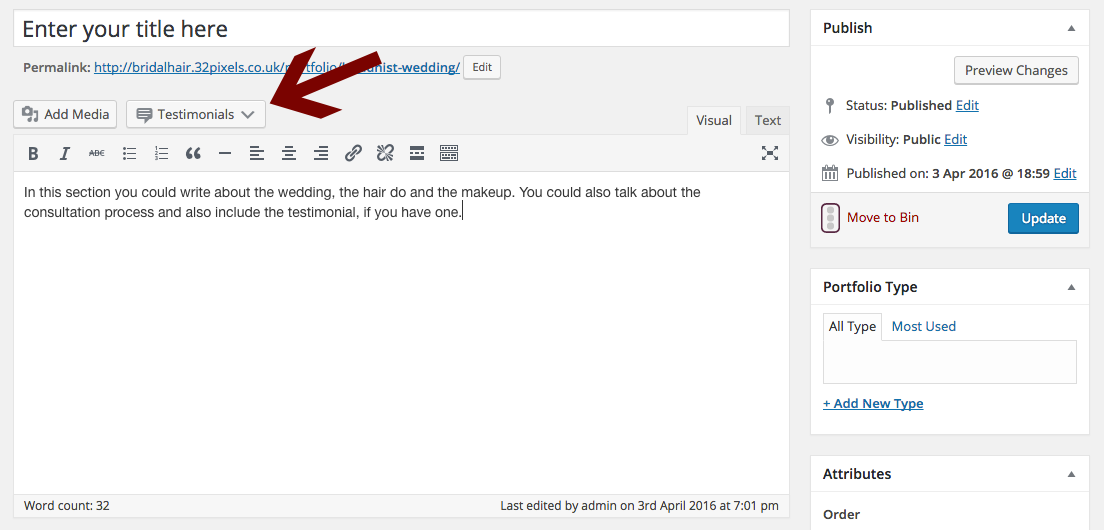 Enter your title here
Permalink: http://bridalhair.32pixels.co.uk/ tfolio/ hist-wedding/ Edit
Add Media Testimonials
Visual Text
B I ABC
In this section you could write about the wedding, the hair do and the makeup. You could also talk about the
consultation process and also include the testimonial, if you have one.
Word count: 32 Last edited by admin on 3rd April 2016 at 7:01 pm
Publish
Preview Changes
Status: Published Edit
Visibility: Public Edit
Published on: 3 Apr 2016 @ 18:59 Edit
Move to Bin Update
Portfolio Type
All Type Most Used
+ Add New Type
Attributes
Order